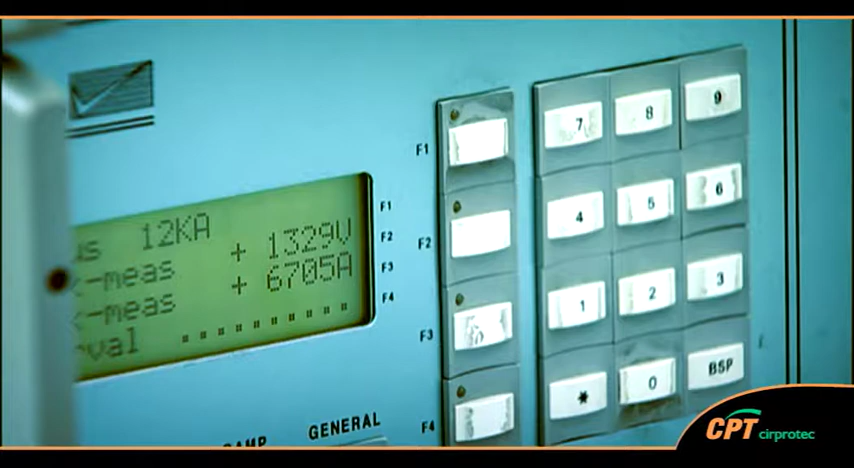 us 12KA
-meas + 1329V
-meas + 6705A
val ..........
F1
F2
F3
F4
F1
F2
F3
F4
7 8 9
4 5 6
1 2 3
* 0 BSP
GENERAL
CPT cirprotec